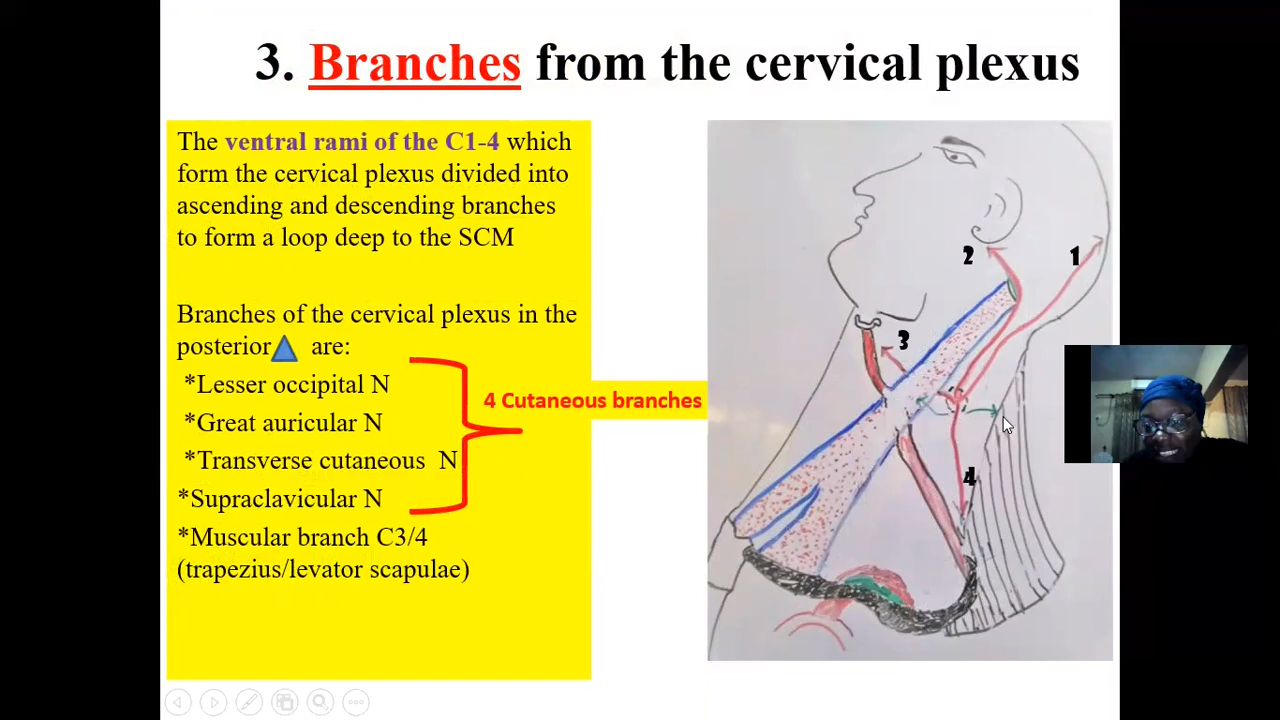 3. Branches from the cervical plexus
The ventral rami of the C1-4 which
form the cervical plexus divided into
ascending and descending branches
to form a loop deep to the SCM
Branches of the cervical plexus in the
posterior are:
*Lesser occipital N
*Great auricular N
*Transverse cutaneous N
*Supraclavicular N
*Muscular branch C3/4
(trapezius/levator scapulae)
4 Cutaneous branches
2
1
3
4